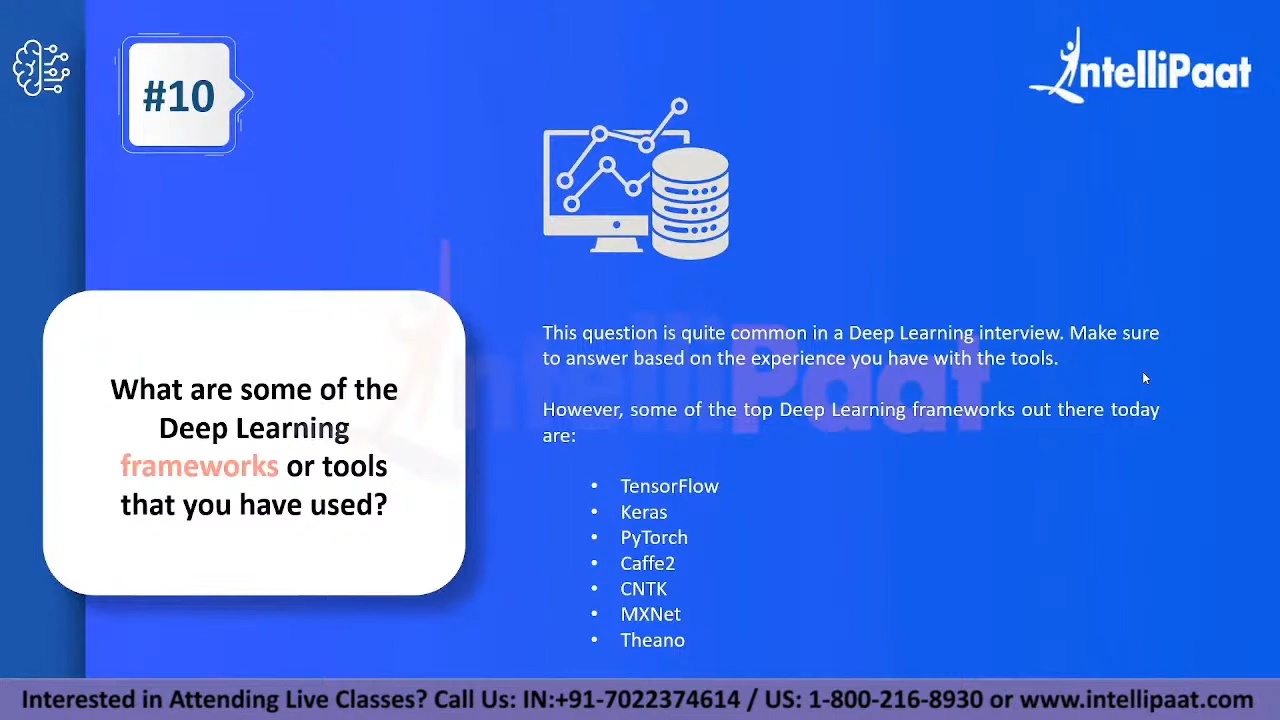 #10
IntelliPaat
This question is quite common in a Deep Learning interview. Make sure
to answer based on the experience you have with the tools.
However, some of the top Deep Learning frameworks out there today
are:
• TensorFlow
• Keras
• PyTorch
• Caffe2
• CNTK
• MXNet
• Theano
What are some of the
Deep Learning
frameworks or tools
that you have used?
IntelliPaat
Interested in Attending Live Classes? Call Us: IN:+91-7022374614 / US: 1-800-216-8930 or www.intellipaat.com